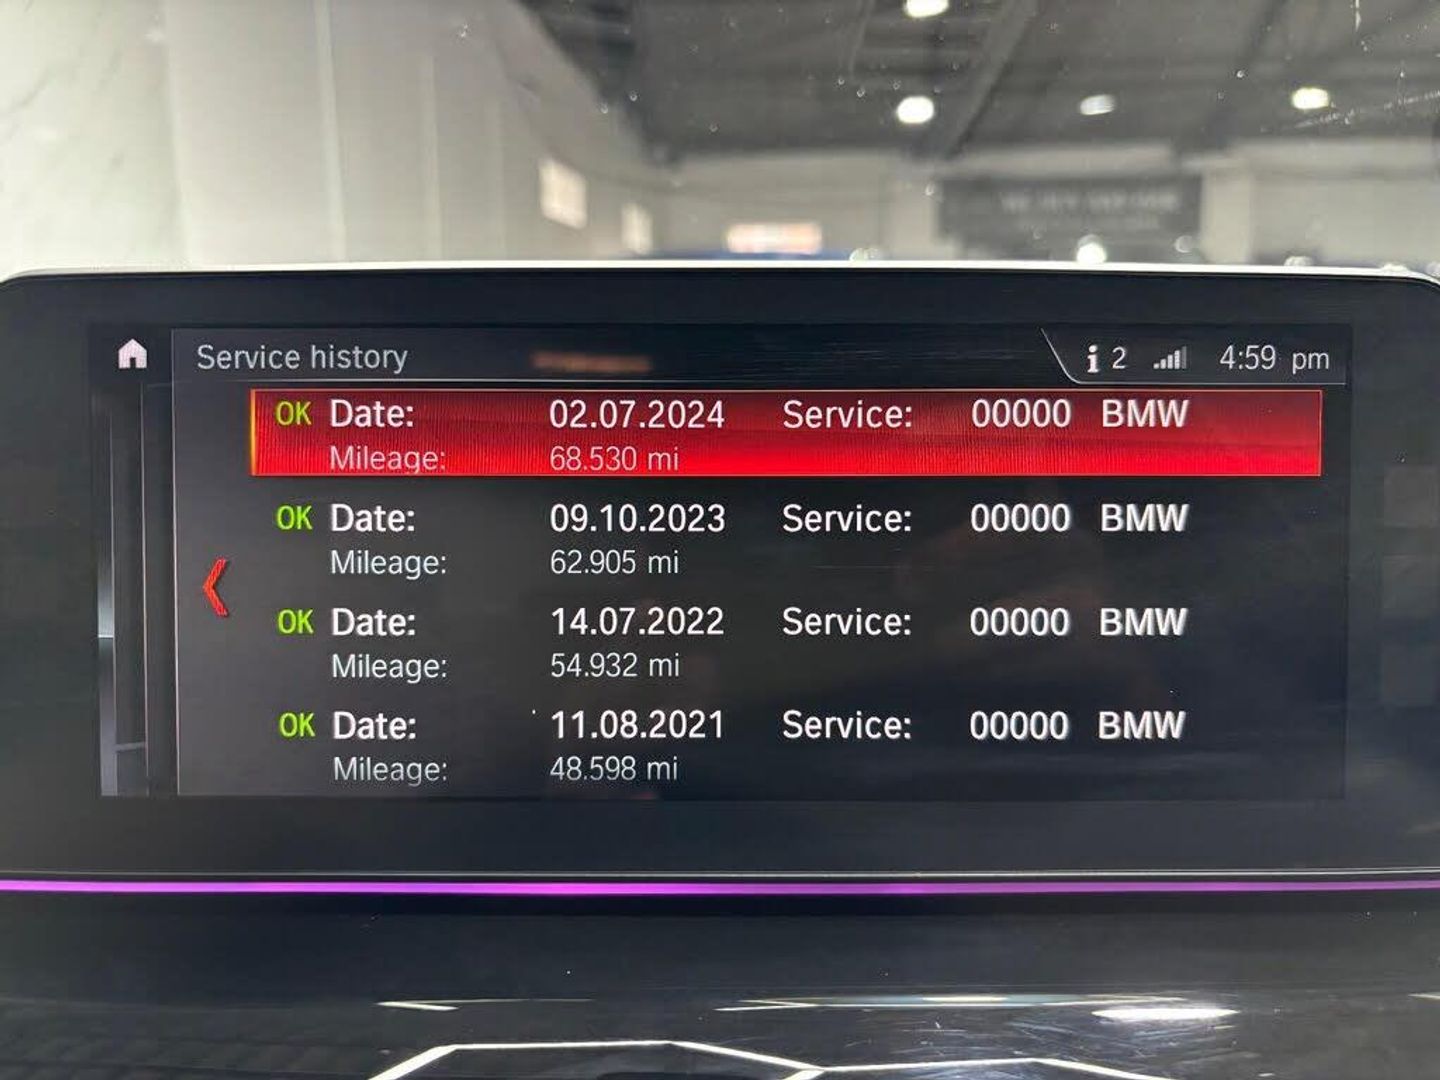 Service history
i 2
4:59 pm
OK Date: 02.07.2024 Service: 00000 BMW
Mileage: 68.530 mi
OK Date: 09.10.2023 Service: 00000 BMW
Mileage: 62.905 mi
OK Date: 14.07.2022 Service: 00000 BMW
Mileage: 54.932 mi
OK Date: 11.08.2021 Service: 00000 BMW
Mileage: 48.598 mi